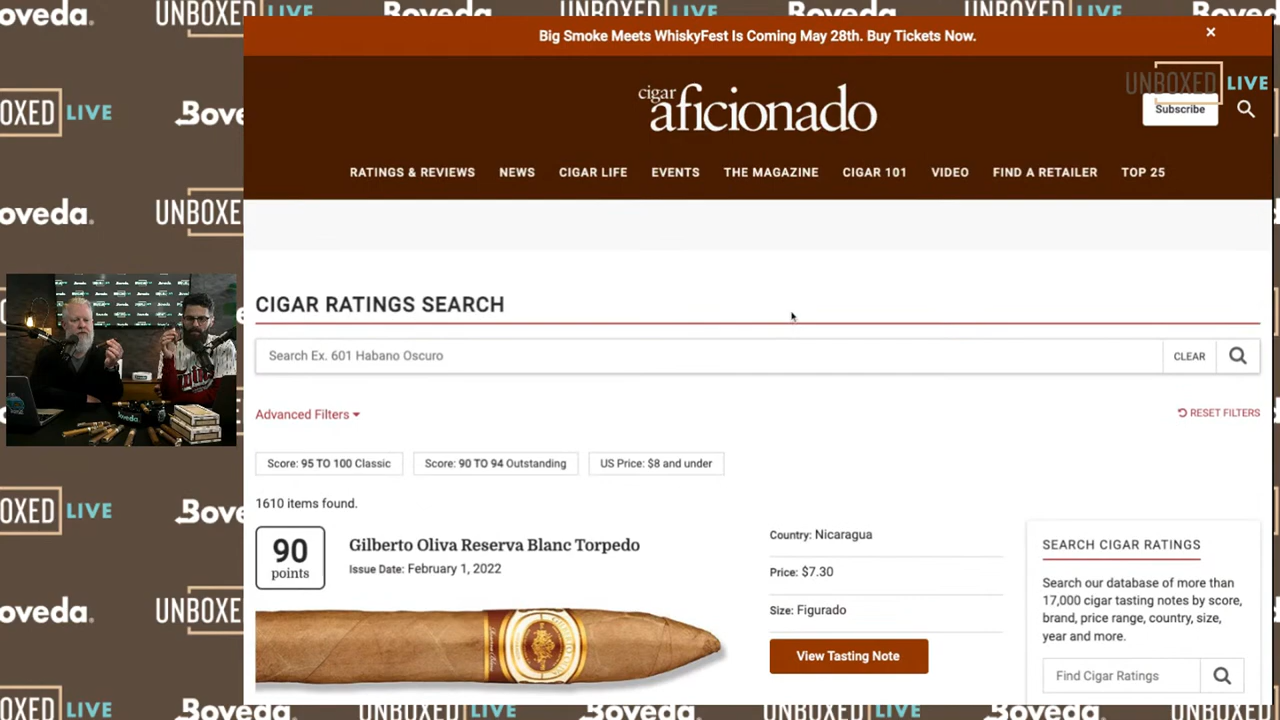 Big Smoke Meets WhiskyFest Is Coming May 28th. Buy Tickets Now.
×
cigar
aficionado
UNBOXED LIVE
Subscribe
RATINGS & REVIEWS NEWS CIGAR LIFE EVENTS THE MAGAZINE CIGAR 101 VIDEO FIND A RETAILER TOP 25
CIGAR RATINGS SEARCH
Search Ex. 601 Habano Oscuro
CLEAR
Advanced Filters
RESET FILTERS
Score: 95 TO 100 Classic
Score: 90 TO 94 Outstanding
US Price: $8 and under
1610 items found.
90
points
Gilberto Oliva Reserva Blanc Torpedo
Issue Date: February 1, 2022
Country: Nicaragua
Price: $7.30
Size: Figurado
View Tasting Note
SEARCH CIGAR RATINGS
Search our database of more than
17,000 cigar tasting notes by score,
brand, price range, country, size,
year and more.
Find Cigar Ratings
Boveda.
UNBOXED LIVE